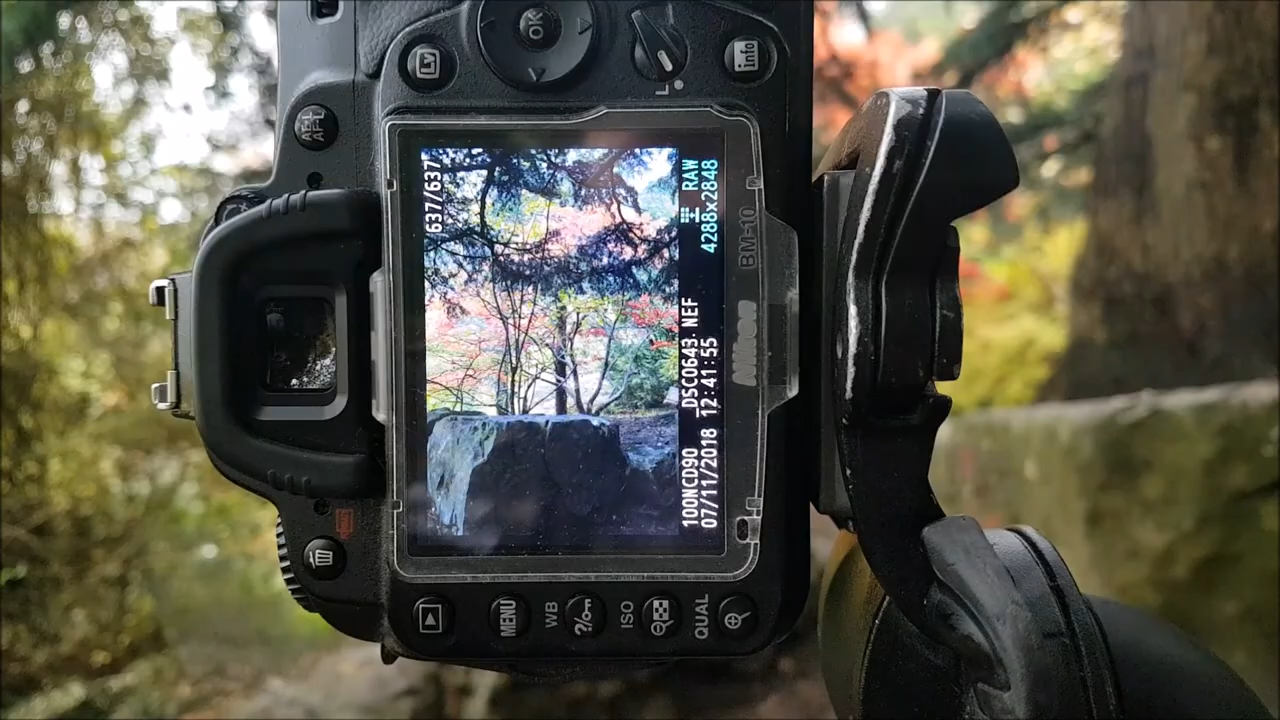 637/637
RAW
4288x2848
100NCD90 _DSC0643.NEF
07/11/2018 12:41:55
Nikon BM-10
AE-L
AF-L
Lv
OK
L
info
MENU
WB
?
ISO
QUAL